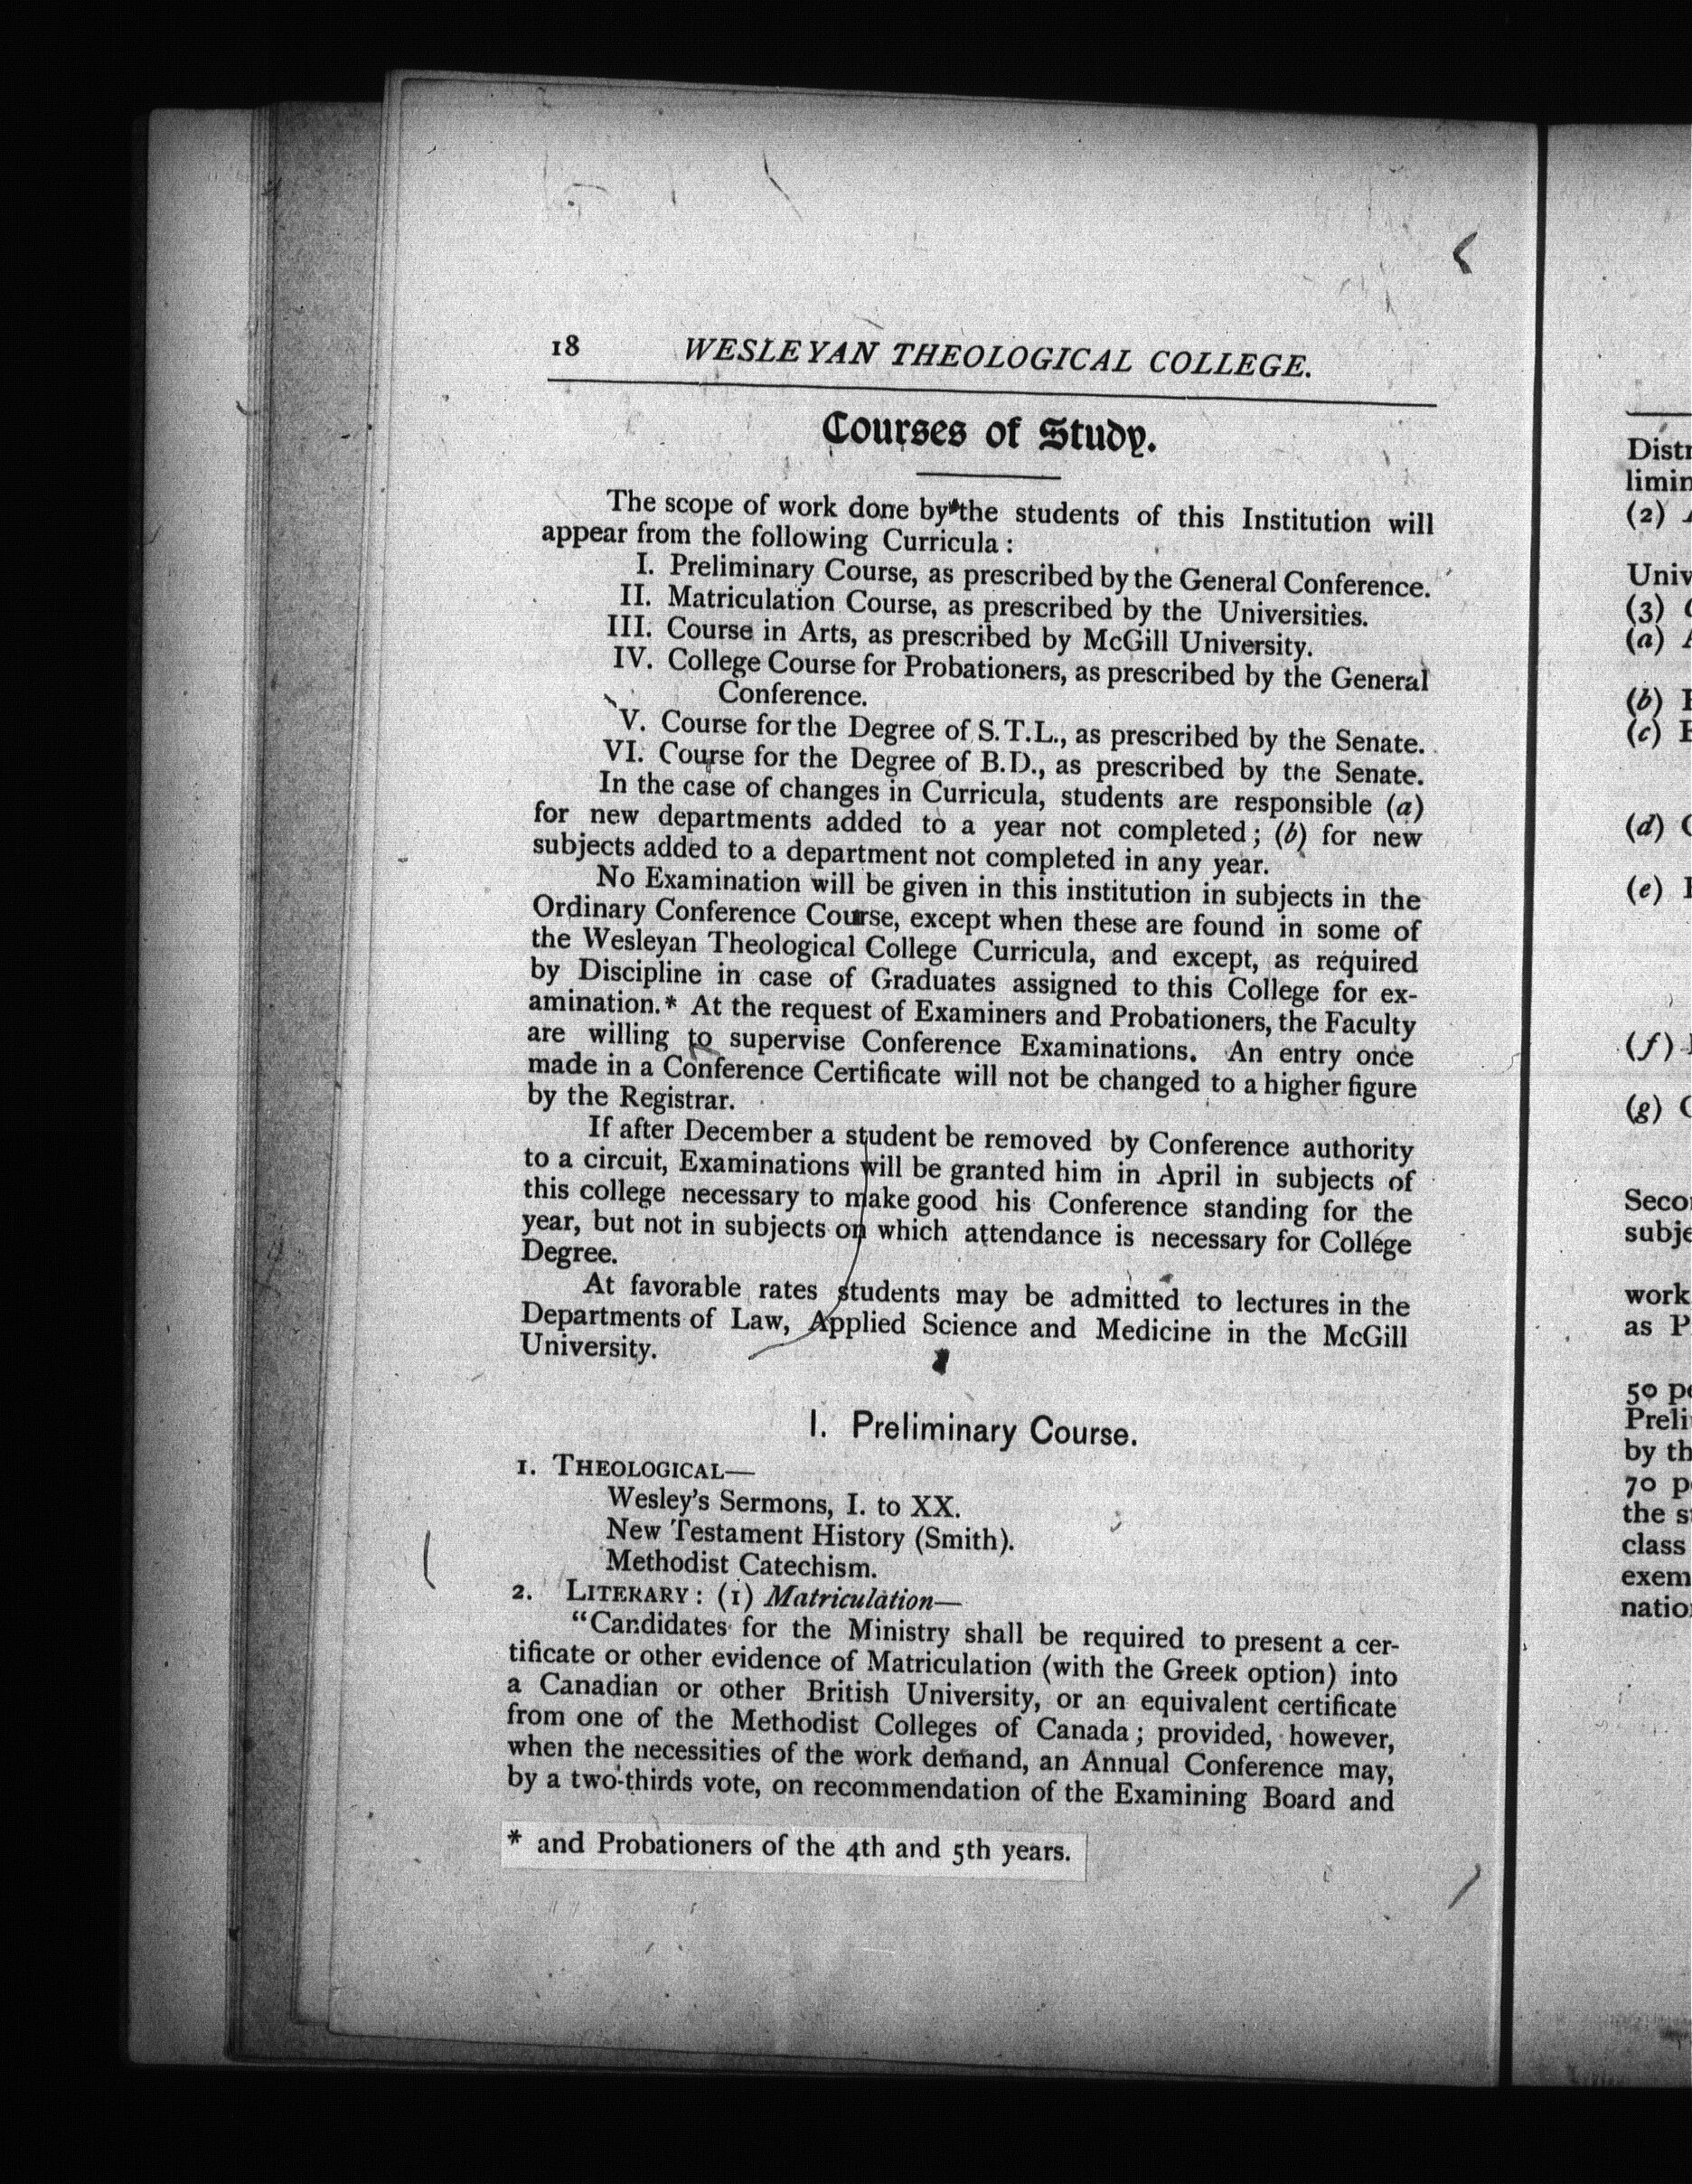 18 WESLEYAN THEOLOGICAL COLLEGE.
Courses of Study.
The scope of work done by the students of this Institution will
appear from the following Curricula :
I. Preliminary Course, as prescribed by the General Conference.
II. Matriculation Course, as prescribed by the Universities.
III. Course in Arts, as prescribed by McGill University.
IV. College Course for Probationers, as prescribed by the General
Conference.
V. Course for the Degree of S.T.L., as prescribed by the Senate.
VI. Course for the Degree of B.D., as prescribed by the Senate.
In the case of changes in Curricula, students are responsible (a)
for new departments added to a year not completed ; (b) for new
subjects added to a department not completed in any year.
No Examination will be given in this institution in subjects in the
Ordinary Conference Course, except when these are found in some of
the Wesleyan Theological College Curricula, and except, as required
by Discipline in case of Graduates assigned to this College for ex-
amination.* At the request of Examiners and Probationers, the Faculty
are willing to supervise Conference Examinations. An entry once
made in a Conference Certificate will not be changed to a higher figure
by the Registrar.
If after December a student be removed by Conference authority
to a circuit, Examinations will be granted him in April in subjects of
this college necessary to make good his Conference standing for the
year, but not in subjects on which attendance is necessary for College
Degree.
At favorable rates students may be admitted to lectures in the
Departments of Law, Applied Science and Medicine in the McGill
University.
I. Preliminary Course.
1. THEOLOGICAL—
Wesley's Sermons, I. to XX.
New Testament History (Smith).
Methodist Catechism.
2. LITERARY : (1) Matriculation—
"Candidates for the Ministry shall be required to present a cer-
tificate or other evidence of Matriculation (with the Greek option) into
a Canadian or other British University, or an equivalent certificate
from one of the Methodist Colleges of Canada ; provided, however,
when the necessities of the work demand, an Annual Conference may,
by a two-thirds vote, on recommendation of the Examining Board and
* and Probationers of the 4th and 5th years.
Distr
limin
(2)
Univ
(3)
(a)
(b)
(c)
(d)
(e)
(f)
(g)
Seco
subje
work
as P
50 p
Preli
by th
70 p
the s
class
exem
natio